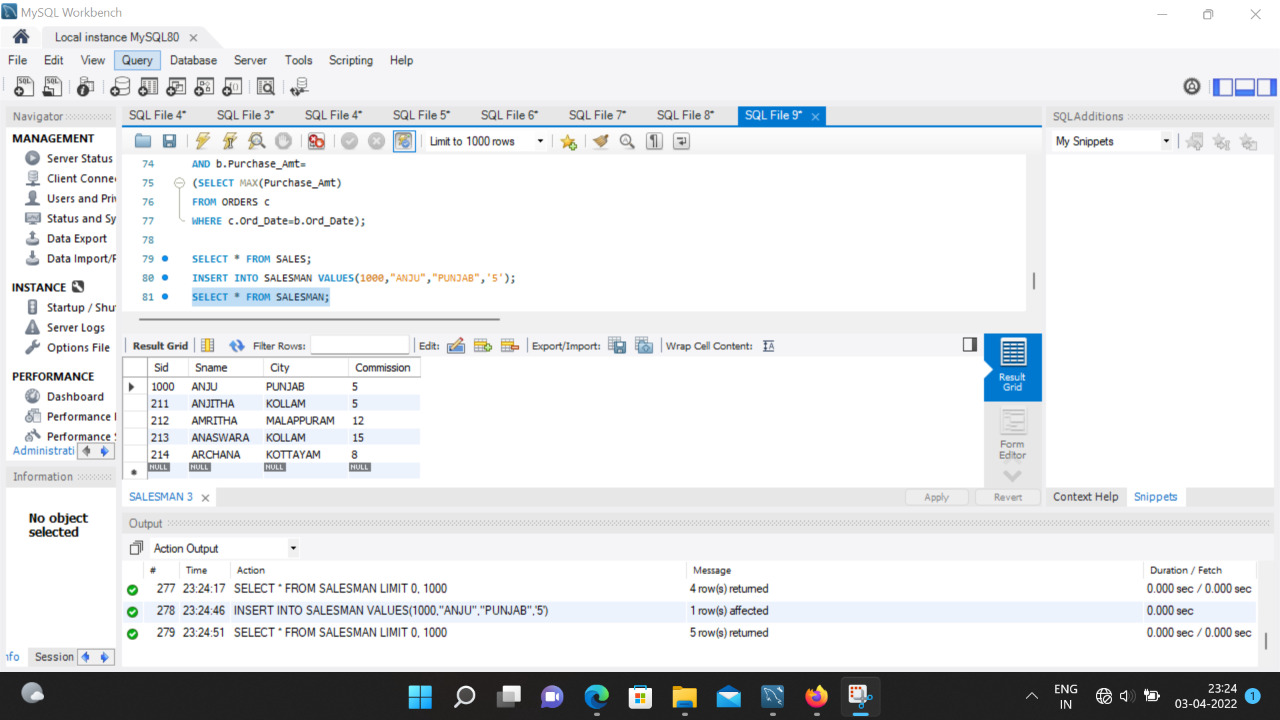 MySQL Workbench
Local instance MySQL80
File Edit View Query Database Server Tools Scripting Help
Navigator
MANAGEMENT
Server Status
Client Conne
Users and Pri
Status and Sy
Data Export
Data Import/
INSTANCE
Startup / Shu
Server Logs
Options File
PERFORMANCE
Dashboard
Performance
Performance
Administrati
Information
No object
selected
nfo Session
SQL File 4* SQL File 3* SQL File 4* SQL File 5* SQL File 6* SQL File 7* SQL File 8* SQL File 9*
Limit to 1000 rows
74 AND b.Purchase_Amt=
75 (SELECT MAX(Purchase_Amt)
76 FROM ORDERS c
77 WHERE c.Ord_Date=b.Ord_Date);
78
79 SELECT * FROM SALES;
80 INSERT INTO SALESMAN VALUES(1000,"ANJU","PUNJAB",'5');
81 SELECT * FROM SALESMAN;
Result Grid Filter Rows: Edit: Export/Import: Wrap Cell Content:
Sid Sname City Commission
1000 ANJU PUNJAB 5
211 ANJITHA KOLLAM 5
212 AMRITHA MALAPPURAM 12
213 ANASWARA KOLLAM 15
214 ARCHANA KOTTAYAM 8
NULL NULL NULL NULL
Result
Grid
Form
Editor
SALESMAN 3 Apply Revert
SQLAdditions
My Snippets
Context Help Snippets
Output
Action Output
# Time Action Message Duration / Fetch
277 23:24:17 SELECT * FROM SALESMAN LIMIT 0, 1000 4 row(s) returned 0.000 sec / 0.000 sec
278 23:24:46 INSERT INTO SALESMAN VALUES(1000,"ANJU","PUNJAB",'5') 1 row(s) affected 0.000 sec
279 23:24:51 SELECT * FROM SALESMAN LIMIT 0, 1000 5 row(s) returned 0.000 sec / 0.000 sec
ENG
IN
23:24
03-04-2022
1